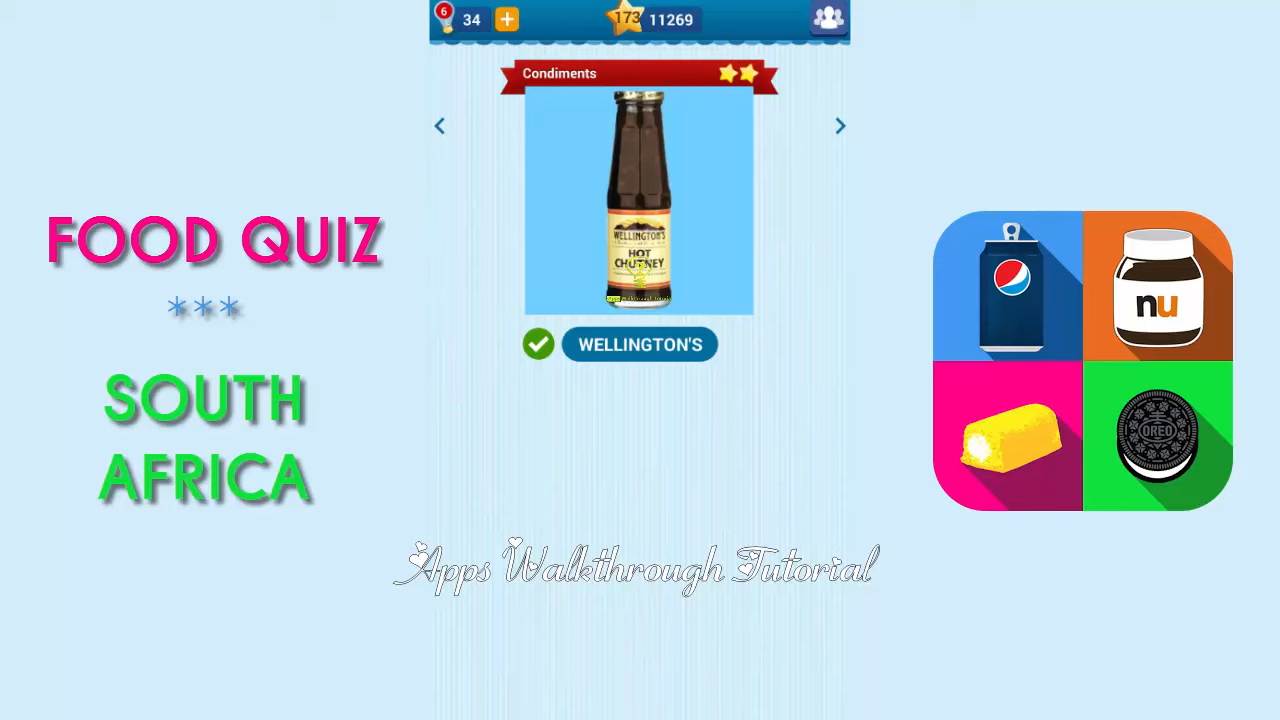 6
34
+
173
11269
Condiments
WELLINGTON'S
HOT
CHUTNEY
WELLINGTON'S
FOOD QUIZ
***
SOUTH
AFRICA
nu
OREO
Apps Walkthrough Tutorial